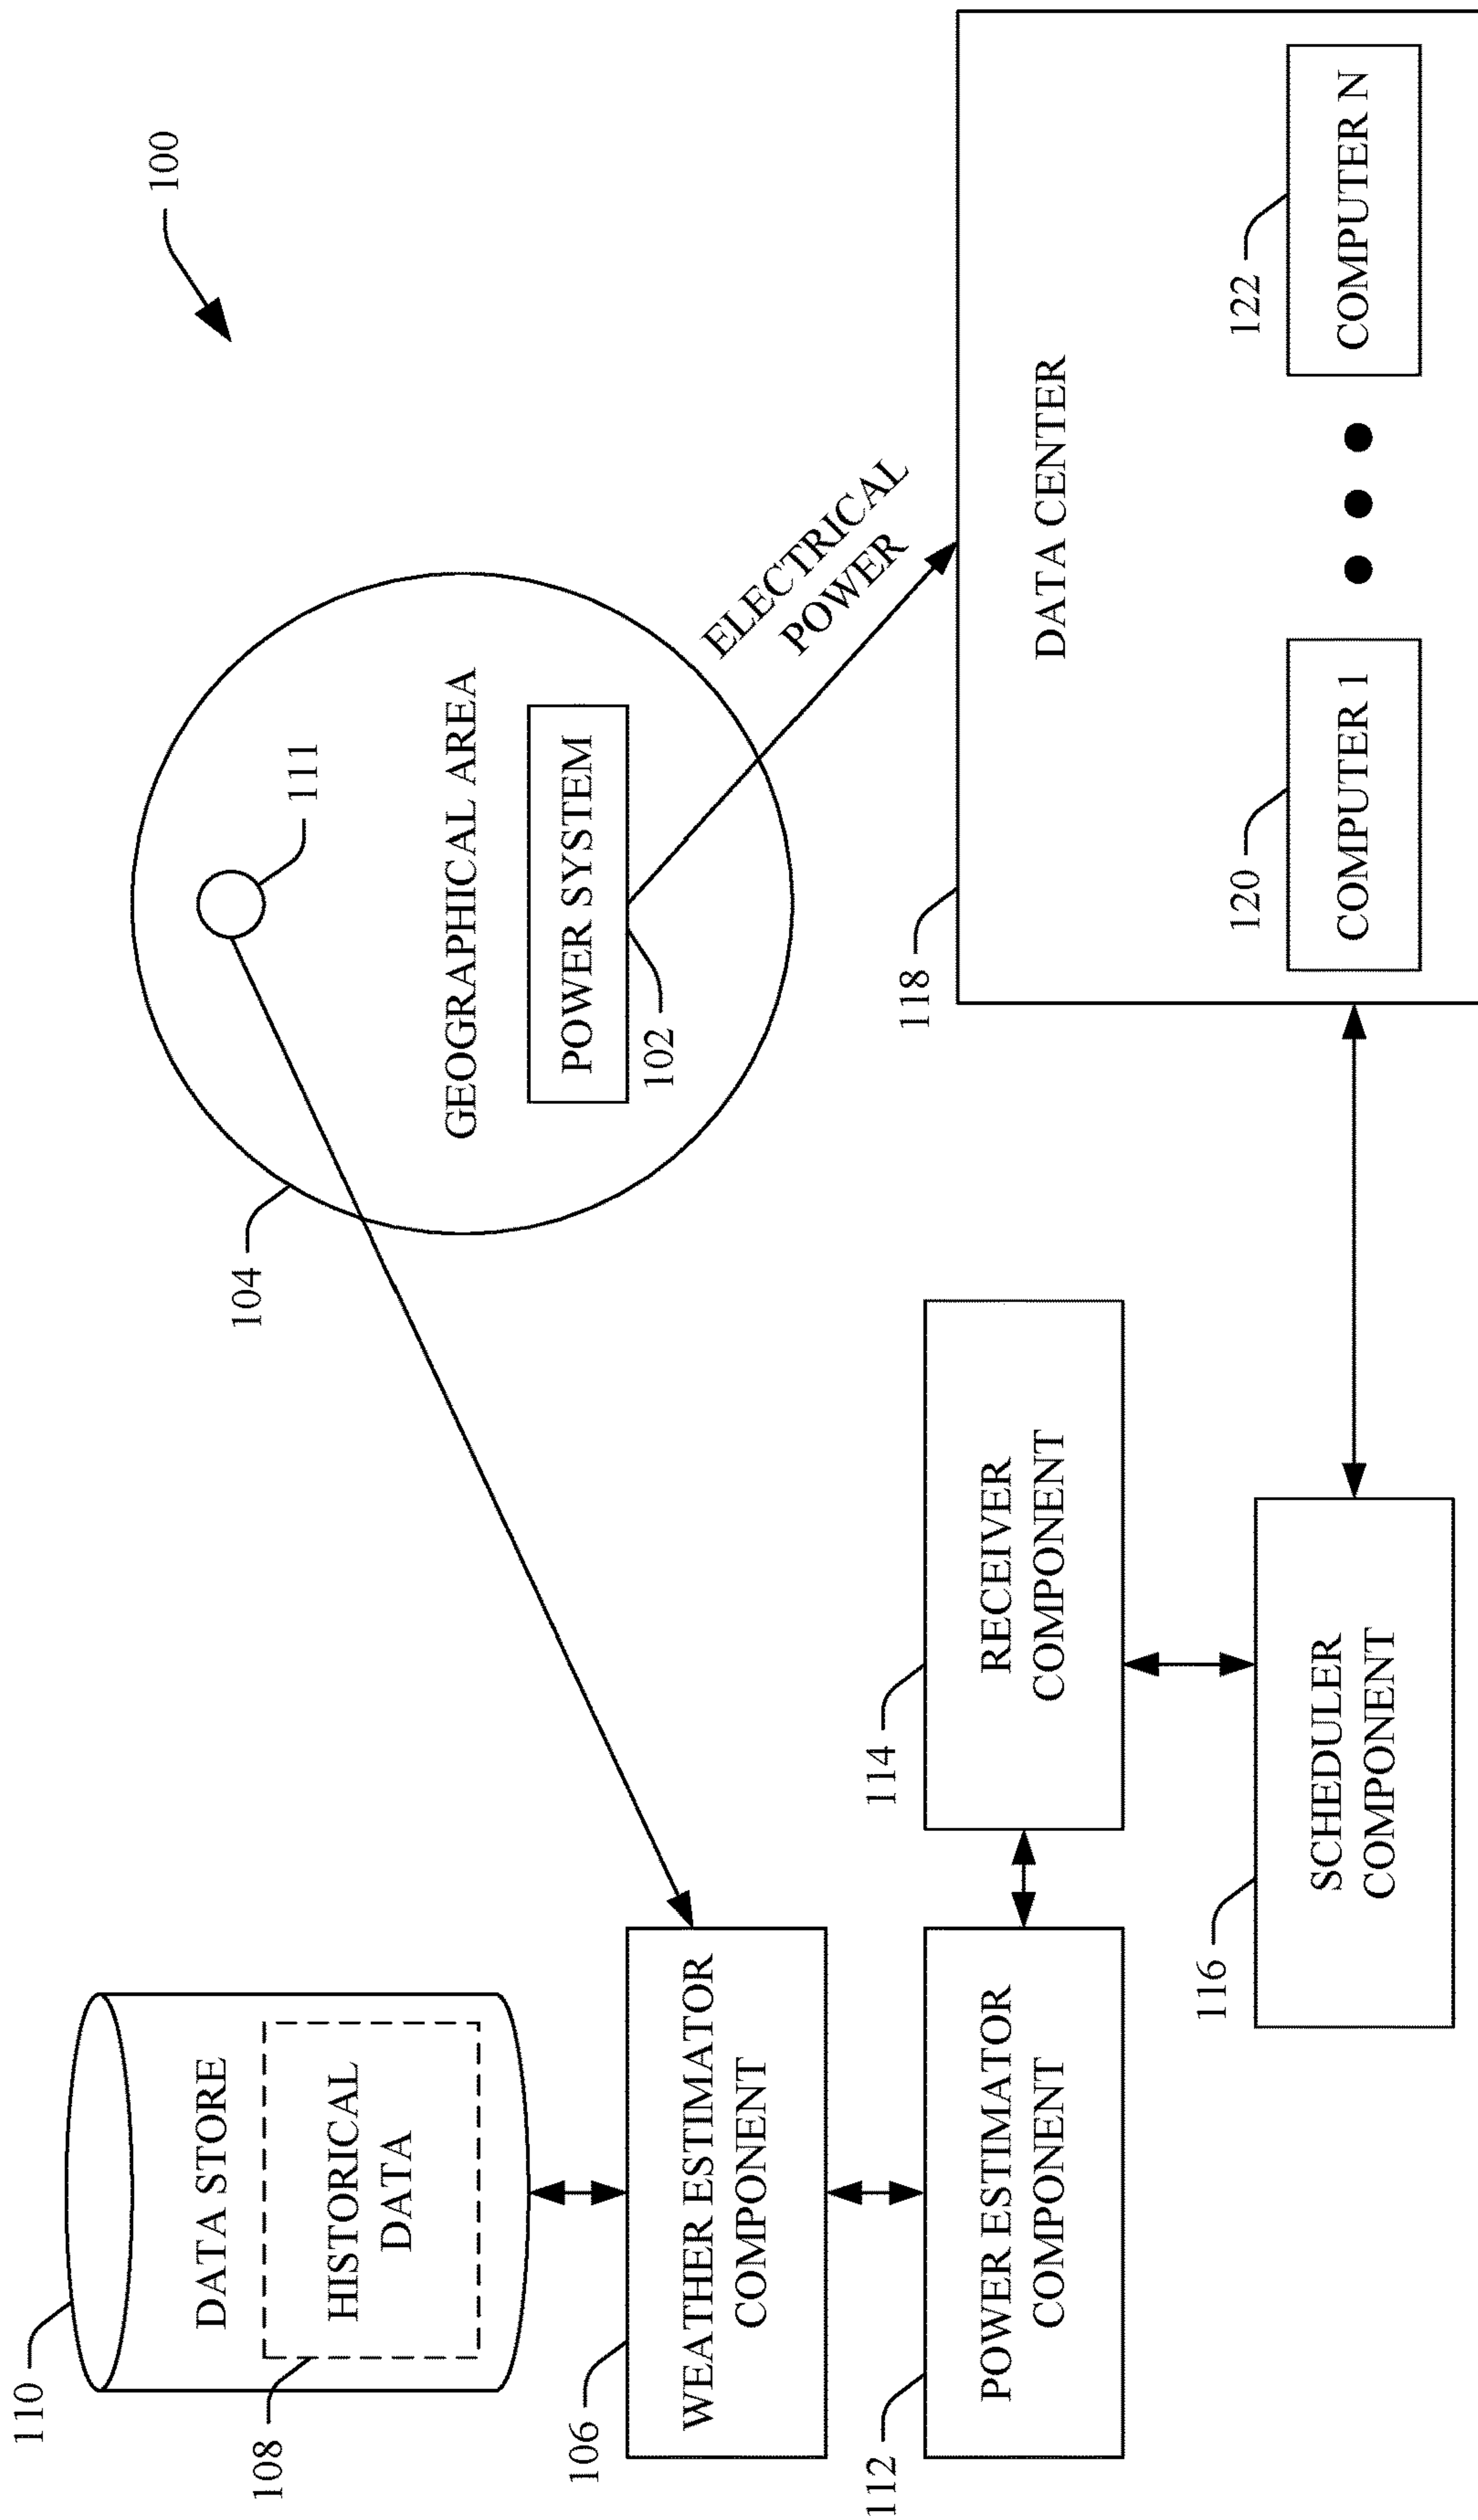 100
110
DATA STORE
108
HISTORICAL
DATA
111
104
GEOGRAPHICAL AREA
POWER SYSTEM
102
106
WEATHER ESTIMATOR
COMPONENT
ELECTRICAL
POWER
112
POWER ESTIMATOR
COMPONENT
114
RECEIVER
COMPONENT
118
DATA CENTER
116
SCHEDULER
COMPONENT
120
COMPUTER 1
122
COMPUTER N